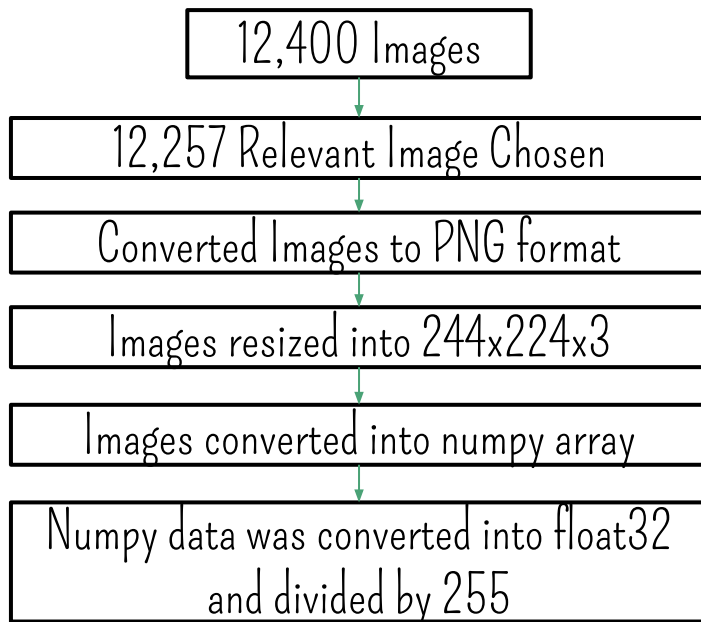 12,400 Images
12,257 Relevant Image Chosen
Converted Images to PNG format
Images resized into 244x224x3
Images converted into numpy array
Numpy data was converted into float32
and divided by 255